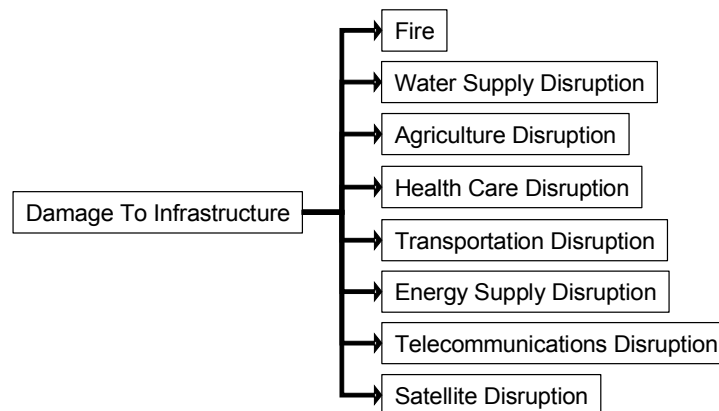 Fire
Water Supply Disruption
Agriculture Disruption
Health Care Disruption
Damage To Infrastructure
Transportation Disruption
Energy Supply Disruption
Telecommunications Disruption
Satellite Disruption